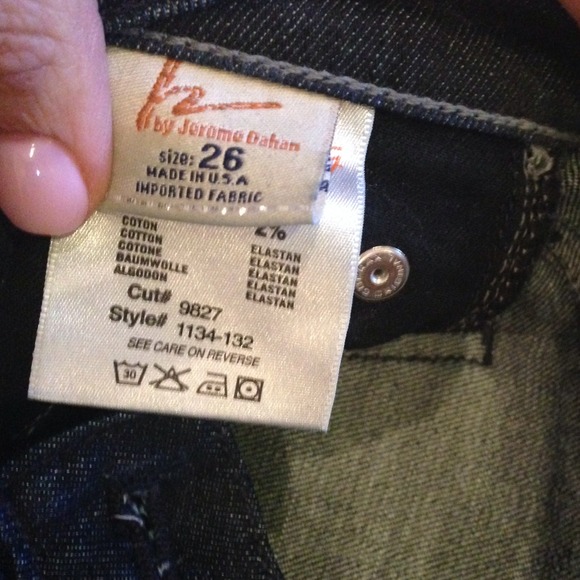 by Jerome Dahan
size: 26
MADE IN U.S.A
IMPORTED FABRIC
2%
COTON
COTTON
COTONE
BAUMWOLLE
ALGODON
ELASTAN
ELASTAN
ELASTAN
ELASTAN
ELASTAN
Cut# 9827
Style# 1134-132
SEE CARE ON REVERSE
30